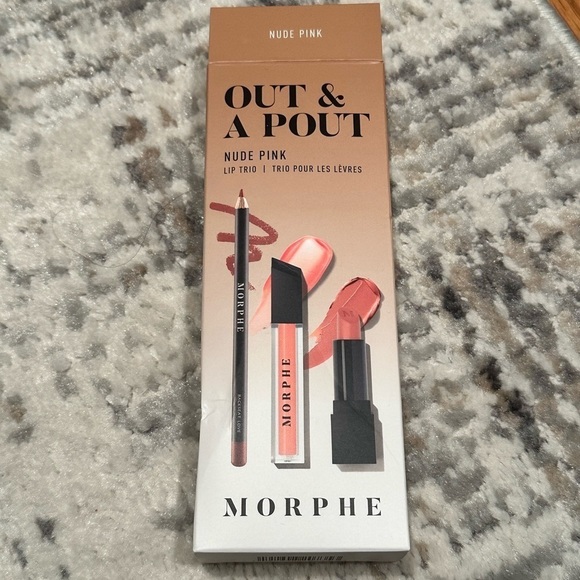 NUDE PINK
OUT &
A POUT
NUDE PINK
LIP TRIO | TRIO POUR LES LÈVRES
MORPHE
MORPHE
MORPHE